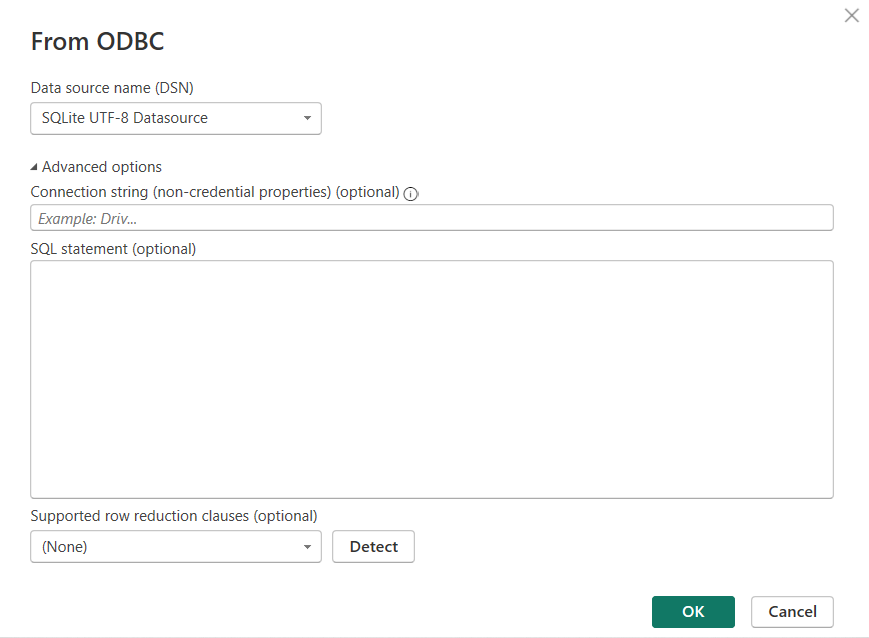 From ODBC
Data source name (DSN)
SQLite UTF-8 Datasource
Advanced options
Connection string (non-credential properties) (optional)
Example: Driv...
SQL statement (optional)
Supported row reduction clauses (optional)
(None)
Detect
OK
Cancel